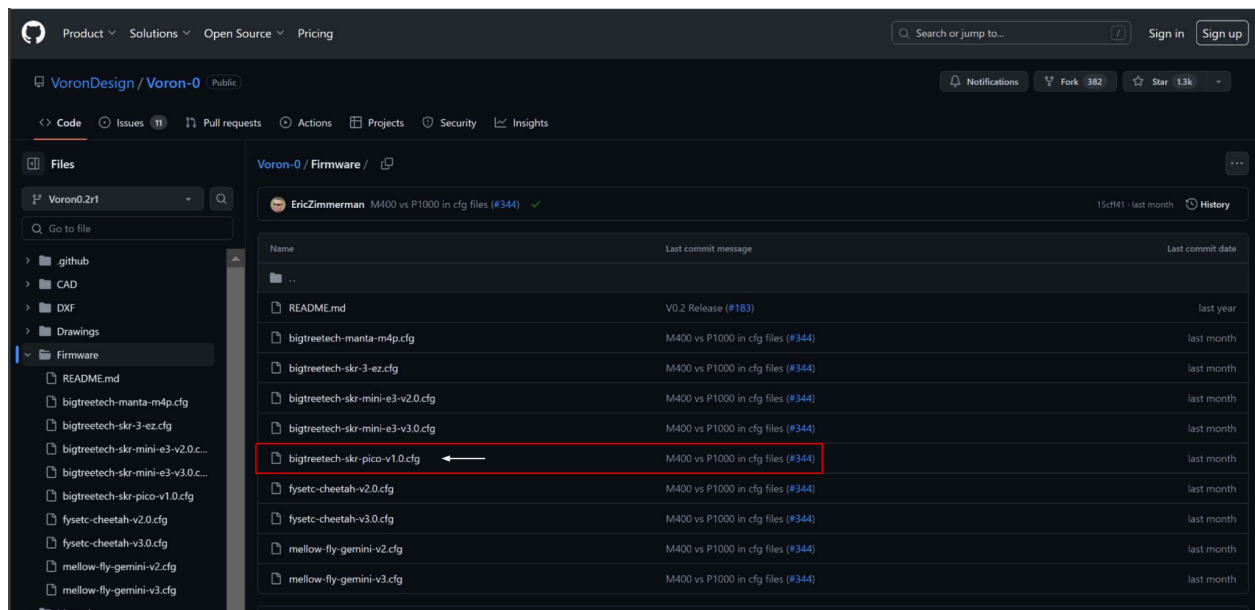 Product Solutions Open Source Pricing Search or jump to... / Sign in Sign up
VoronDesign / Voron-0 Public Notifications Fork 382 Star 1.3k
<> Code Issues 11 Pull requests Actions Projects Security Insights
Files
Voron0.2r1
Go to file
.github
CAD
DXF
Drawings
Firmware
README.md
bigtreetech-manta-m4p.cfg
bigtreetech-skr-3-ez.cfg
bigtreetech-skr-mini-e3-v2.0.c...
bigtreetech-skr-mini-e3-v3.0.c...
bigtreetech-skr-pico-v1.0.cfg
fysetc-cheetah-v2.0.cfg
fysetc-cheetah-v3.0.cfg
mellow-fly-gemini-v2.cfg
mellow-fly-gemini-v3.cfg
Voron-0 / Firmware /
EricZimmerman M400 vs P1000 in cfg files (#344) 15cff41 · last month History
Name Last commit message Last commit date
..
README.md V0.2 Release (#183) last year
bigtreetech-manta-m4p.cfg M400 vs P1000 in cfg files (#344) last month
bigtreetech-skr-3-ez.cfg M400 vs P1000 in cfg files (#344) last month
bigtreetech-skr-mini-e3-v2.0.cfg M400 vs P1000 in cfg files (#344) last month
bigtreetech-skr-mini-e3-v3.0.cfg M400 vs P1000 in cfg files (#344) last month
bigtreetech-skr-pico-v1.0.cfg M400 vs P1000 in cfg files (#344) last month
fysetc-cheetah-v2.0.cfg M400 vs P1000 in cfg files (#344) last month
fysetc-cheetah-v3.0.cfg M400 vs P1000 in cfg files (#344) last month
mellow-fly-gemini-v2.cfg M400 vs P1000 in cfg files (#344) last month
mellow-fly-gemini-v3.cfg M400 vs P1000 in cfg files (#344) last month